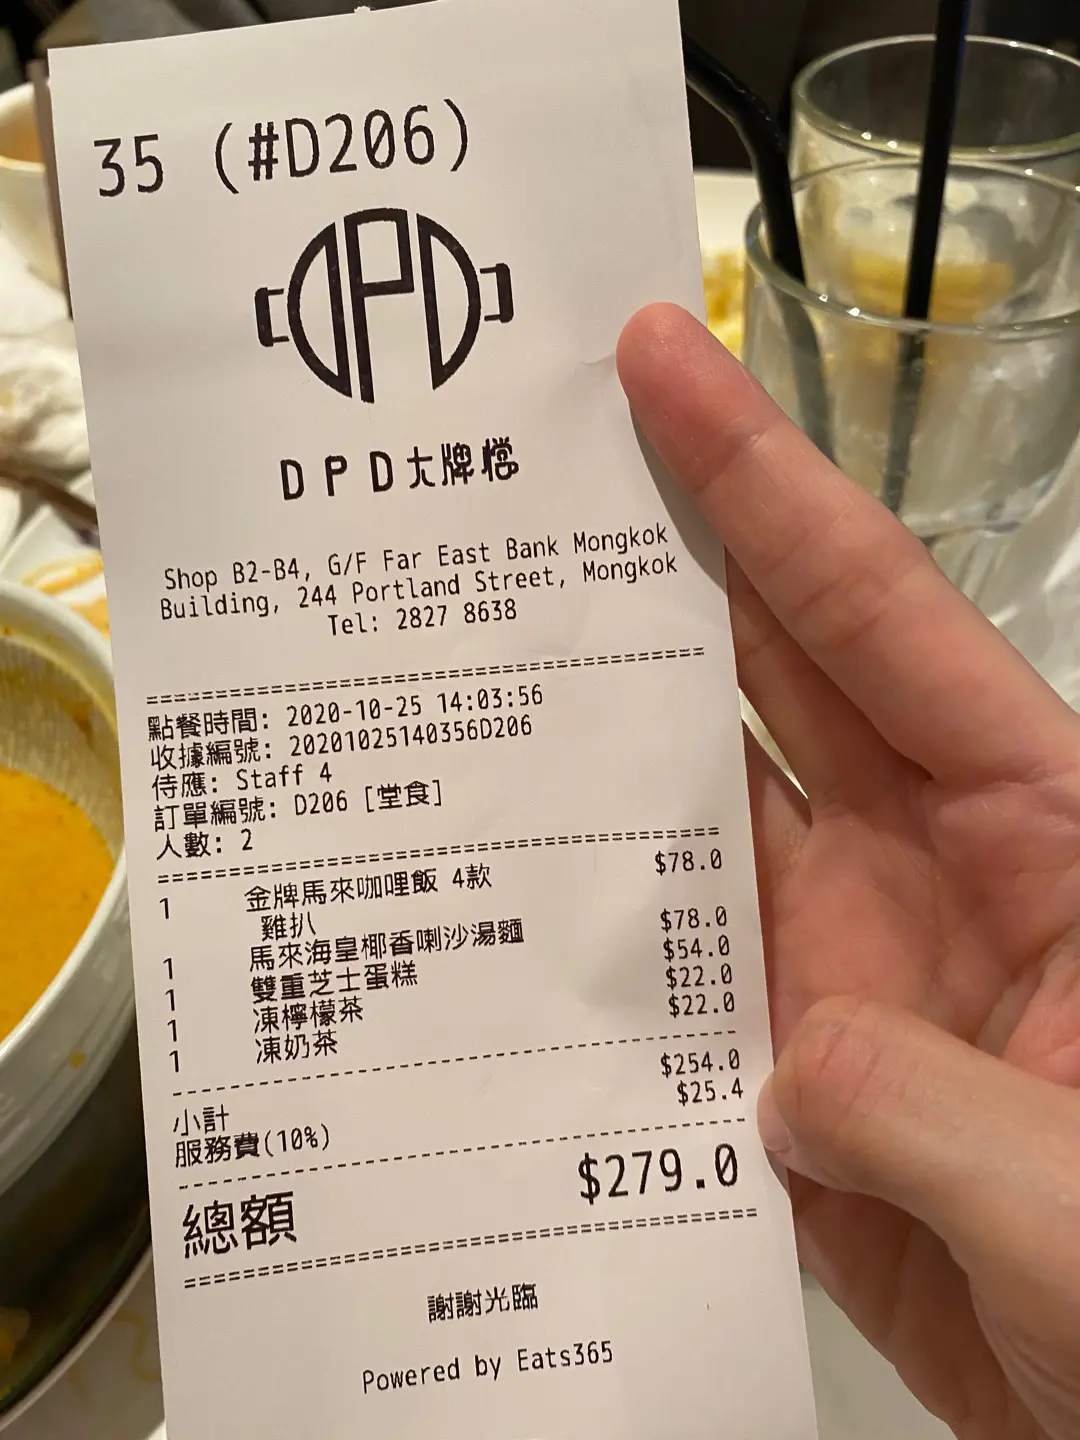 35 (#D206)
DPD
DPD大牌檔
Shop B2-B4, G/F Far East Bank Mongkok
Building, 244 Portland Street, Mongkok
Tel: 2827 8638
點餐時間: 2020-10-25 14:03:56
收據編號: 20201025140356D206
侍應: Staff 4
訂單編號: D206 [堂食]
人數: 2
1 金牌馬來咖哩飯 4款 $78.0
雞扒
1 馬來海皇椰香喇沙湯麵 $78.0
1 雙重芝士蛋糕 $54.0
1 凍檸檬茶 $22.0
1 凍奶茶 $22.0
小計 $254.0
服務費(10%) $25.4
總額 $279.0
謝謝光臨
Powered by Eats365